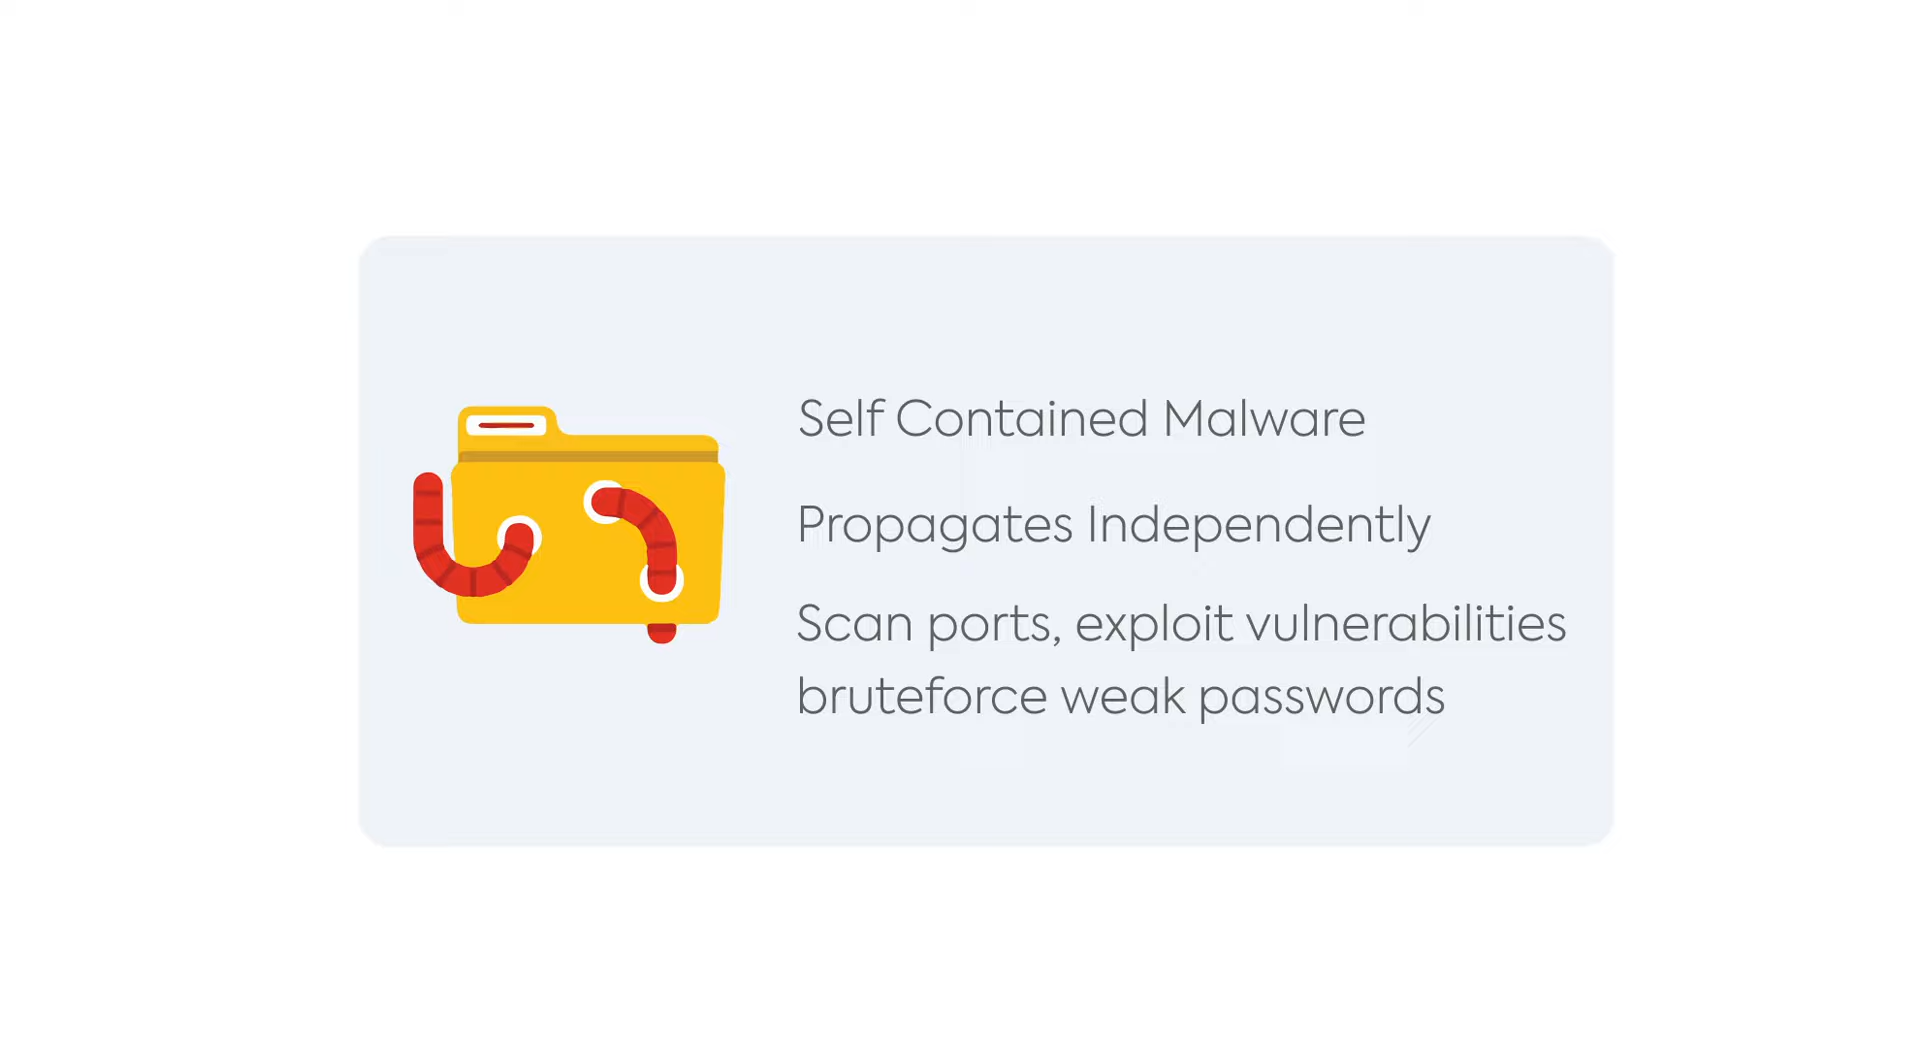 Self Contained Malware
Propagates Independently
Scan ports, exploit vulnerabilities
bruteforce weak passwords